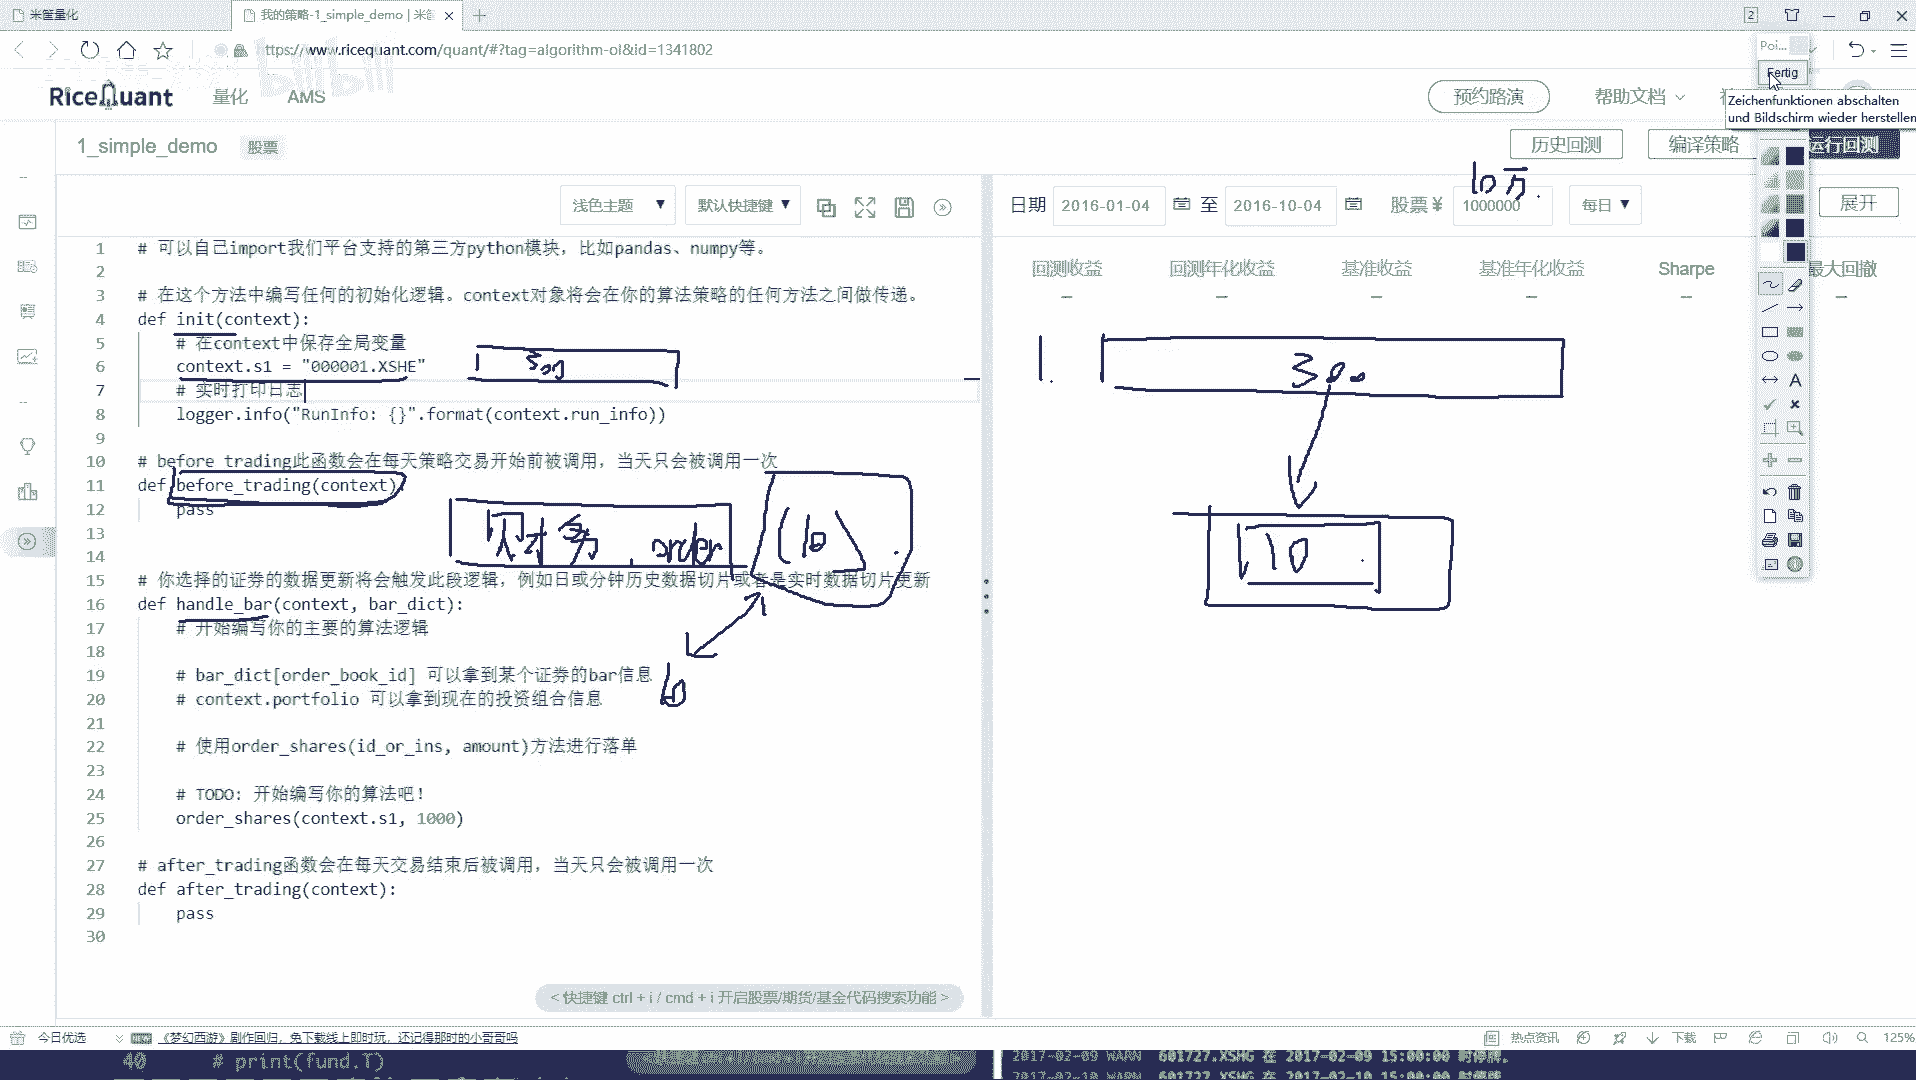 米筐量化
我的策略-1_simple_demo | 米筐
2
https://www.ricequant.com/quant/#?tag=algorithm-ol&id=1341802
Poi...
Fertig
Zeichenfunktionen abschalten
und Bildschirm wieder herstellen
RiceQuant
量化
AMS
预约路演
帮助文档
1_simple_demo
股票
历史回测
编译策略
运行回测
浅色主题
默认快捷键
日期
2016-01-04
至
2016-10-04
股票 ¥
1000000
每日
展开
10万
回测收益
回测年化收益
基准收益
基准年化收益
Sharpe
最大回撤
1 # 可以自己import我们平台支持的第三方python模块，比如pandas、numpy等。
2
3 # 在这个方法中编写任何的初始化逻辑。context对象将会在你的算法策略的任何方法之间做传递。
4 def init(context):
5 # 在context中保存全局变量
6 context.s1 = "000001.XSHE"
7 # 实时打印日志
8 logger.info("RunInfo: {}".format(context.run_info))
9
10 # before_trading此函数会在每天策略交易开始前被调用，当天只会被调用一次
11 def before_trading(context):
12 pass
13
14
15 # 你选择的证券的数据更新将会触发此段逻辑，例如日或分钟历史数据切片或者是实时数据切片更新
16 def handle_bar(context, bar_dict):
17 # 开始编写你的主要的算法逻辑
18
19 # bar_dict[order_book_id] 可以拿到某个证券的bar信息
20 # context.portfolio 可以拿到现在的投资组合信息
21
22 # 使用order_shares(id_or_ins, amount)方法进行落单
23
24 # TODO: 开始编写你的算法吧！
25 order_shares(context.s1, 1000)
26
27 # after_trading函数会在每天交易结束后被调用，当天只会被调用一次
28 def after_trading(context):
29 pass
30
300
财务, order
(10)
10
1.
300
10
A
< 快捷键 ctrl + i / cmd + i 开启股票/期货/基金代码搜索功能 >
今日优选
《梦幻西游》剧作回归，免下载线上即时玩，还记得那时的小哥哥吗
热点资讯
下载
125%
40 # print(fund.T)
2017-02-09 WARN 601727.XSHG 在 2017-02-09 15:00:00 时停牌。
2017-02-10 WARN 601727.XSHG 在 2017-02-10 15:00:00 时停牌。